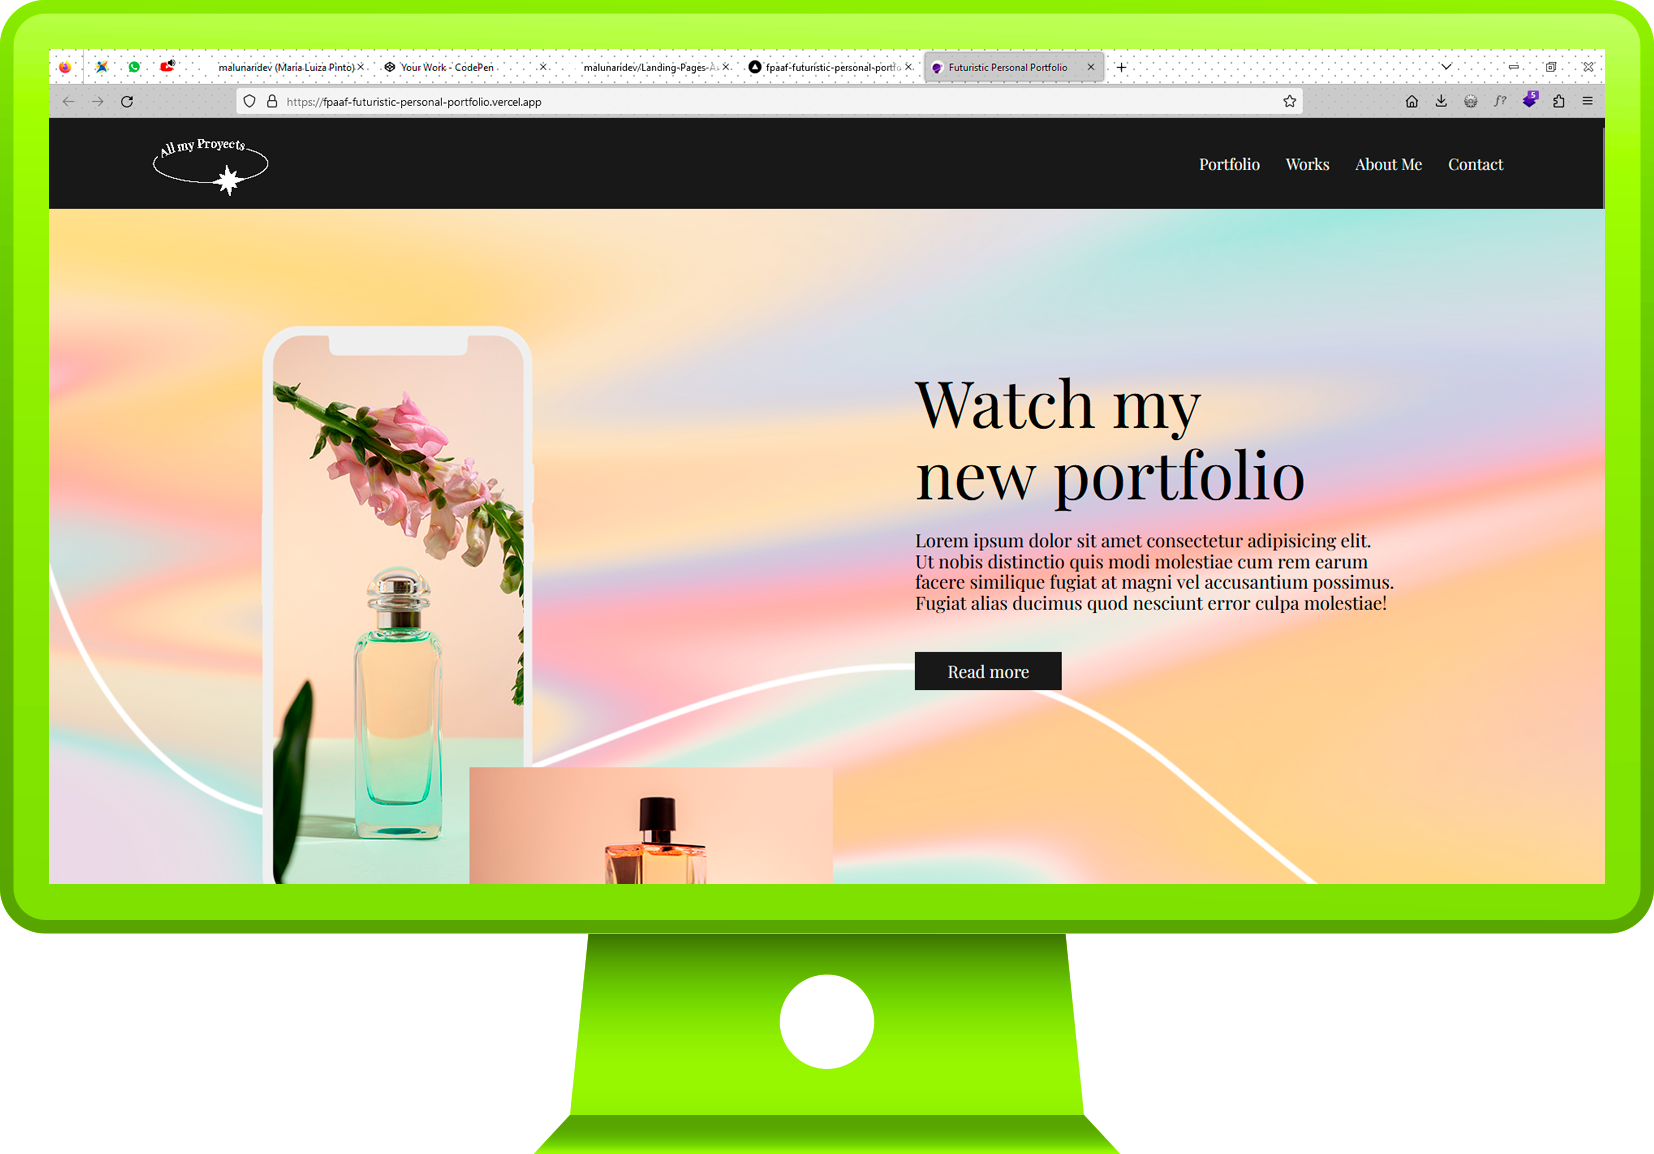 malunaridev (Maria Luiza Pinto)
Your Work - CodePen
malunaridev/Landing-Pages-
fpaaf-futuristic-personal-portfo
Futuristic Personal Portfolio
https://fpaaf-futuristic-personal-portfolio.vercel.app
f?
5
All my Proyects
Portfolio
Works
About Me
Contact
Watch my
new portfolio
Lorem ipsum dolor sit amet consectetur adipisicing elit.
Ut nobis distinctio quis modi molestiae cum rem earum
facere similique fugiat at magni vel accusantium possimus.
Fugiat alias ducimus quod nesciunt error culpa molestiae!
Read more